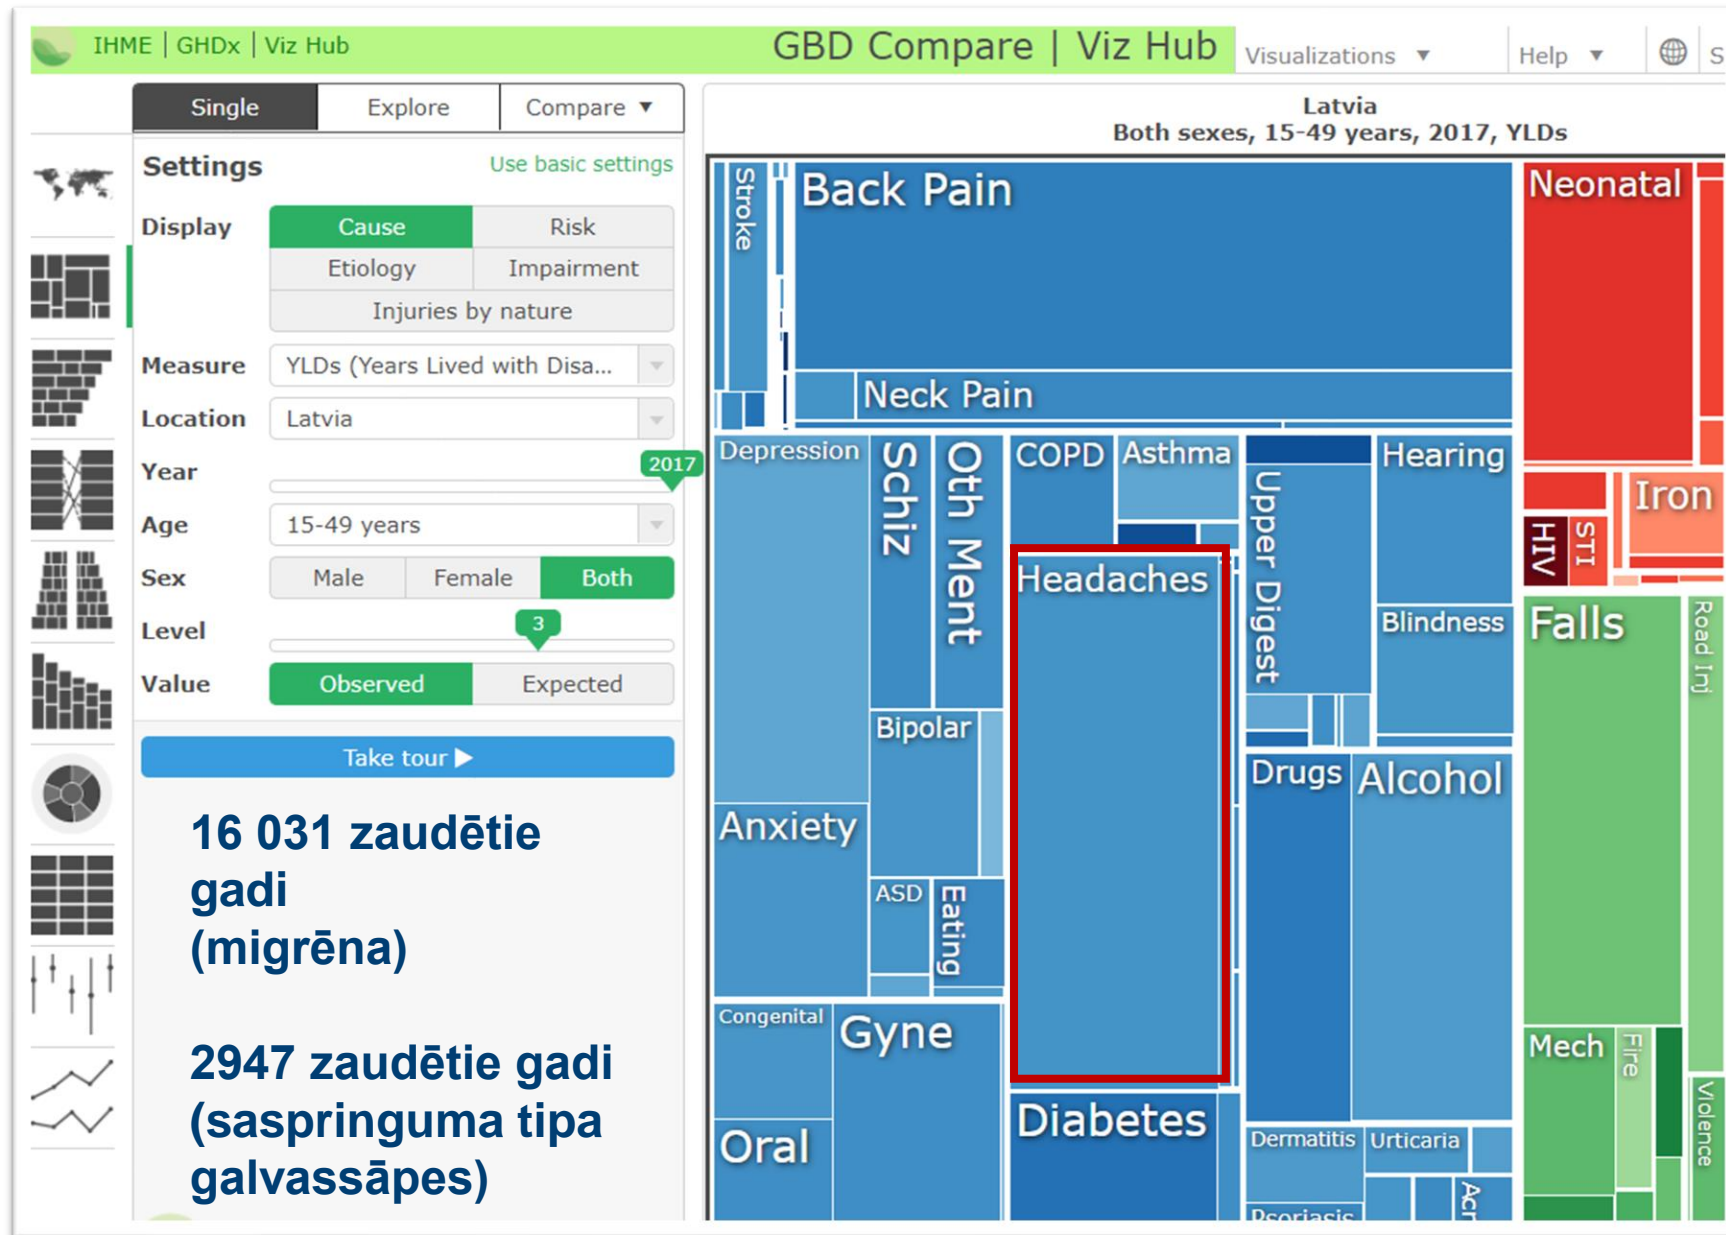 IHME | GHDx | Viz Hub
GBD Compare | Viz Hub
Visualizations ▼
Help ▼
Single
Explore
Compare ▼
Settings
Use basic settings
Display
Cause
Risk
Etiology
Impairment
Injuries by nature
Measure
YLDs (Years Lived with Disa...
Location
Latvia
Year
2017
Age
15-49 years
Sex
Male
Female
Both
Level
3
Value
Observed
Expected
Take tour ▶
16 031 zaudētie
gadi
(migrēna)
2947 zaudētie gadi
(saspringuma tipa
galvassāpes)
Latvia
Both sexes, 15-49 years, 2017, YLDs
Stroke
Back Pain
Neck Pain
Depression
Schiz
Oth Ment
COPD
Asthma
Upper Digest
Hearing
Headaches
Blindness
Bipolar
Anxiety
ASD
Eating
Drugs
Alcohol
Congenital
Gyne
Oral
Diabetes
Dermatitis
Urticaria
Psoriasis
Neonatal
Iron
HIV
STI
Falls
Road Inj
Mech
Fire
Violence